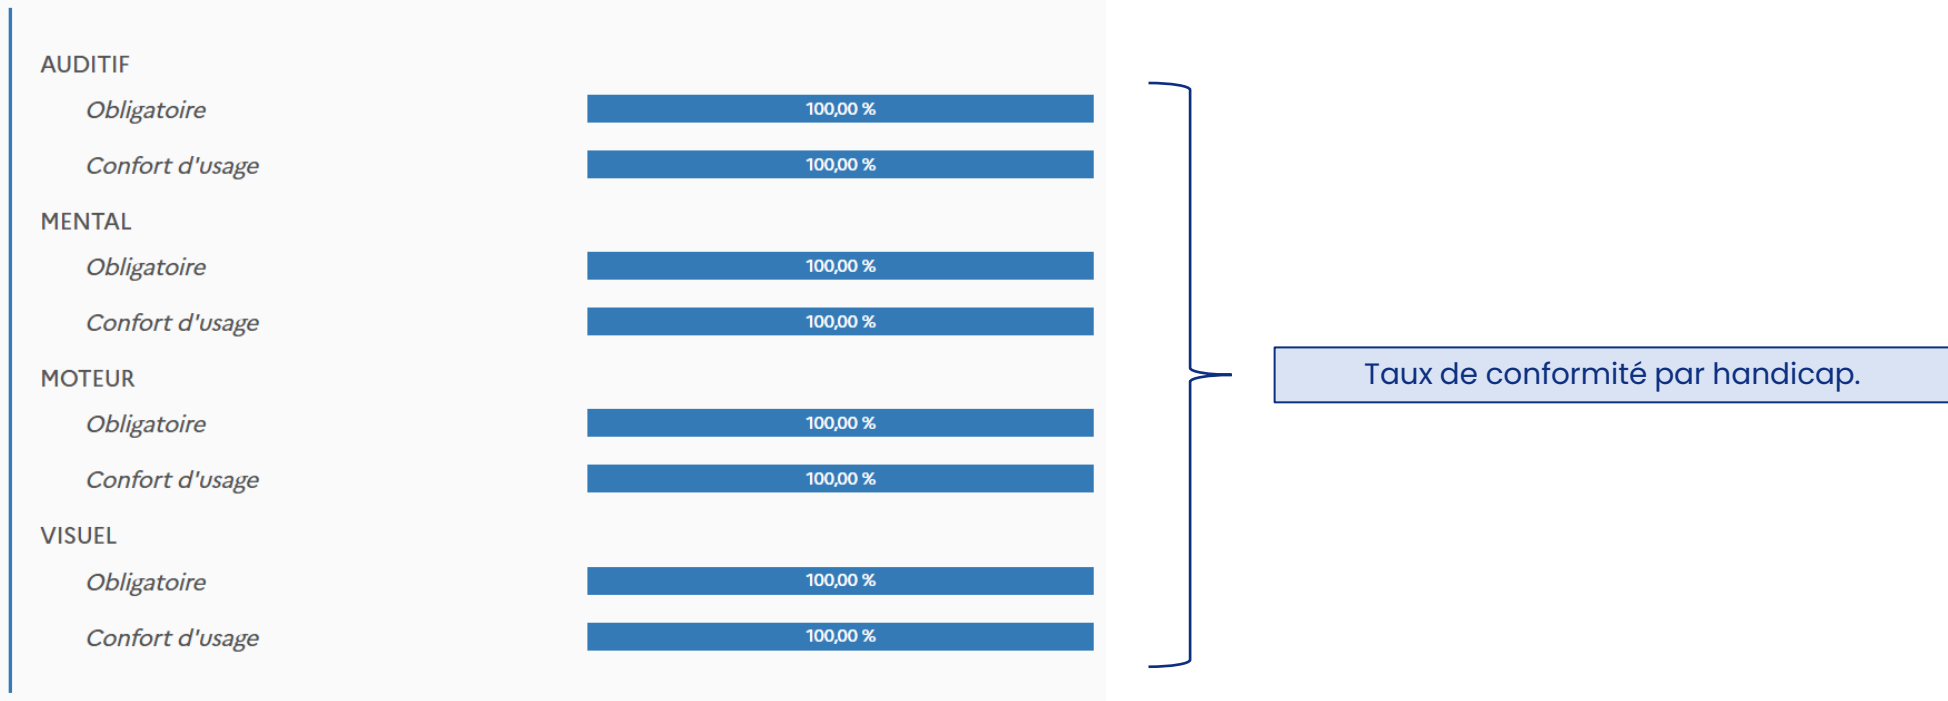 AUDITIF
Obligatoire 100,00 %
Confort d'usage 100,00 %
MENTAL
Obligatoire 100,00 %
Confort d'usage 100,00 %
MOTEUR
Obligatoire 100,00 %
Confort d'usage 100,00 %
VISUEL
Obligatoire 100,00 %
Confort d'usage 100,00 %
Taux de conformité par handicap.